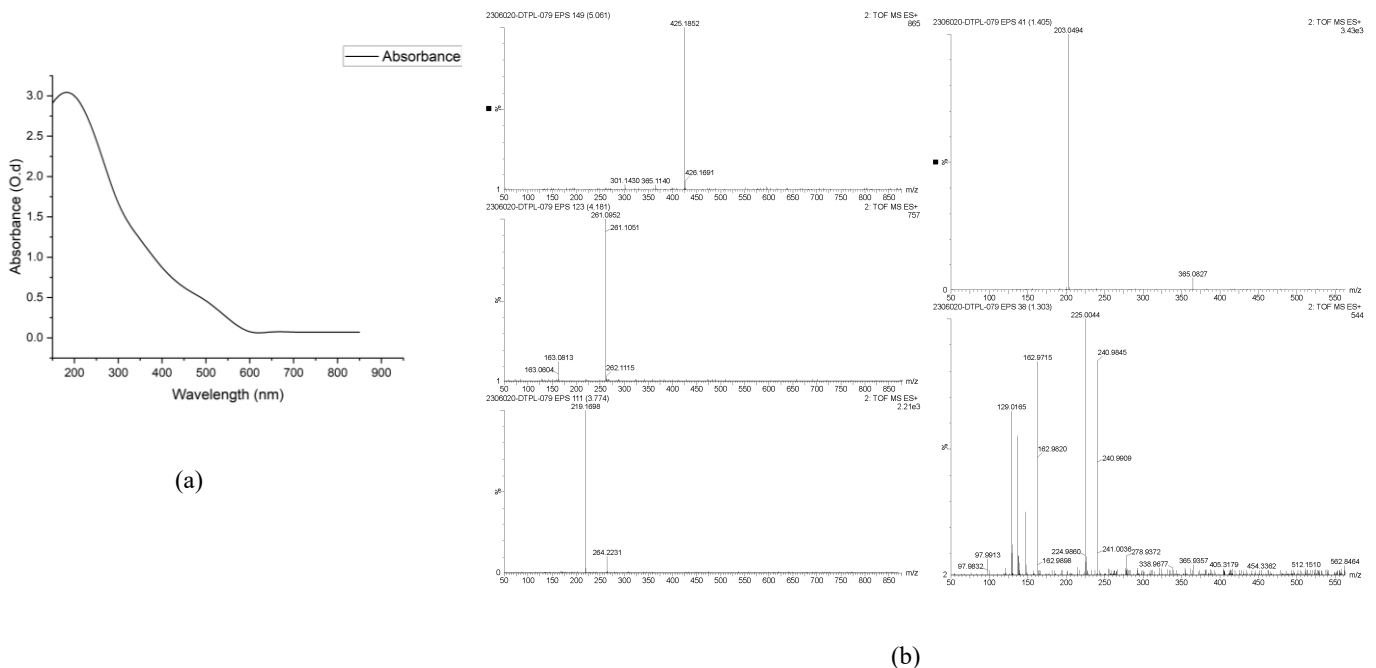 Absorbance
Absorbance (O.d)
3.0
2.5
2.0
1.5
1.0
0.5
0.0
200 300 400 500 600 700 800 900
Wavelength (nm)
(a)
2306020-DTPL-079 EPS 149 (5.061)
2: TOF MS ES+
865
425.1852
%
301.1430
365.1140
426.1691
1
50 100 150 200 250 300 350 400 450 500 550 600 650 700 750 800 850
m/z
2306020-DTPL-079 EPS 123 (4.181)
2: TOF MS ES+
757
261.0952
261.1051
%
163.0813
163.0604
262.1115
1
50 100 150 200 250 300 350 400 450 500 550 600 650 700 750 800 850
m/z
2306020-DTPL-079 EPS 111 (3.774)
2: TOF MS ES+
2.21e3
219.1698
%
264.2231
0
50 100 150 200 250 300 350 400 450 500 550 600 650 700 750 800 850
m/z
2306020-DTPL-079 EPS 41 (1.405)
2: TOF MS ES+
3.43e3
203.0494
%
365.0827
0
50 100 150 200 250 300 350 400 450 500 550
m/z
2306020-DTPL-079 EPS 38 (1.303)
2: TOF MS ES+
544
225.0044
162.9715
240.9845
129.0165
162.9820
240.9909
%
97.9913
97.9832
162.9898
224.9860
241.0036
278.9372
338.9677
365.9357
405.3179
454.3362
512.1510
562.8464
2
50 100 150 200 250 300 350 400 450 500 550
m/z
(b)